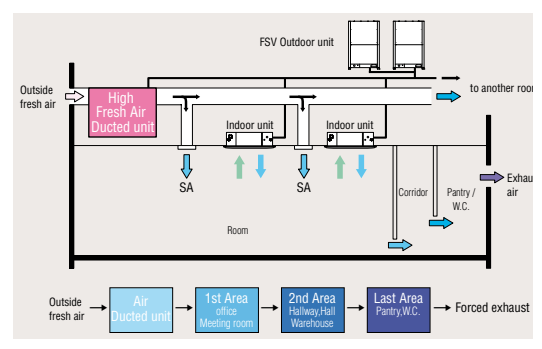 FSV Outdoor unit
Outside
fresh air
High
Fresh Air
Ducted unit
to another room
Indoor unit
Indoor unit
SA
SA
Corridor
Pantry /
W.C.
Exhau
air
Room
Outside
fresh air
Air
Ducted unit
1st Area
office
Meeting room
2nd Area
Hallway,Hall
Warehouse
Last Area
Pantry,W.C.
Forced exhaust